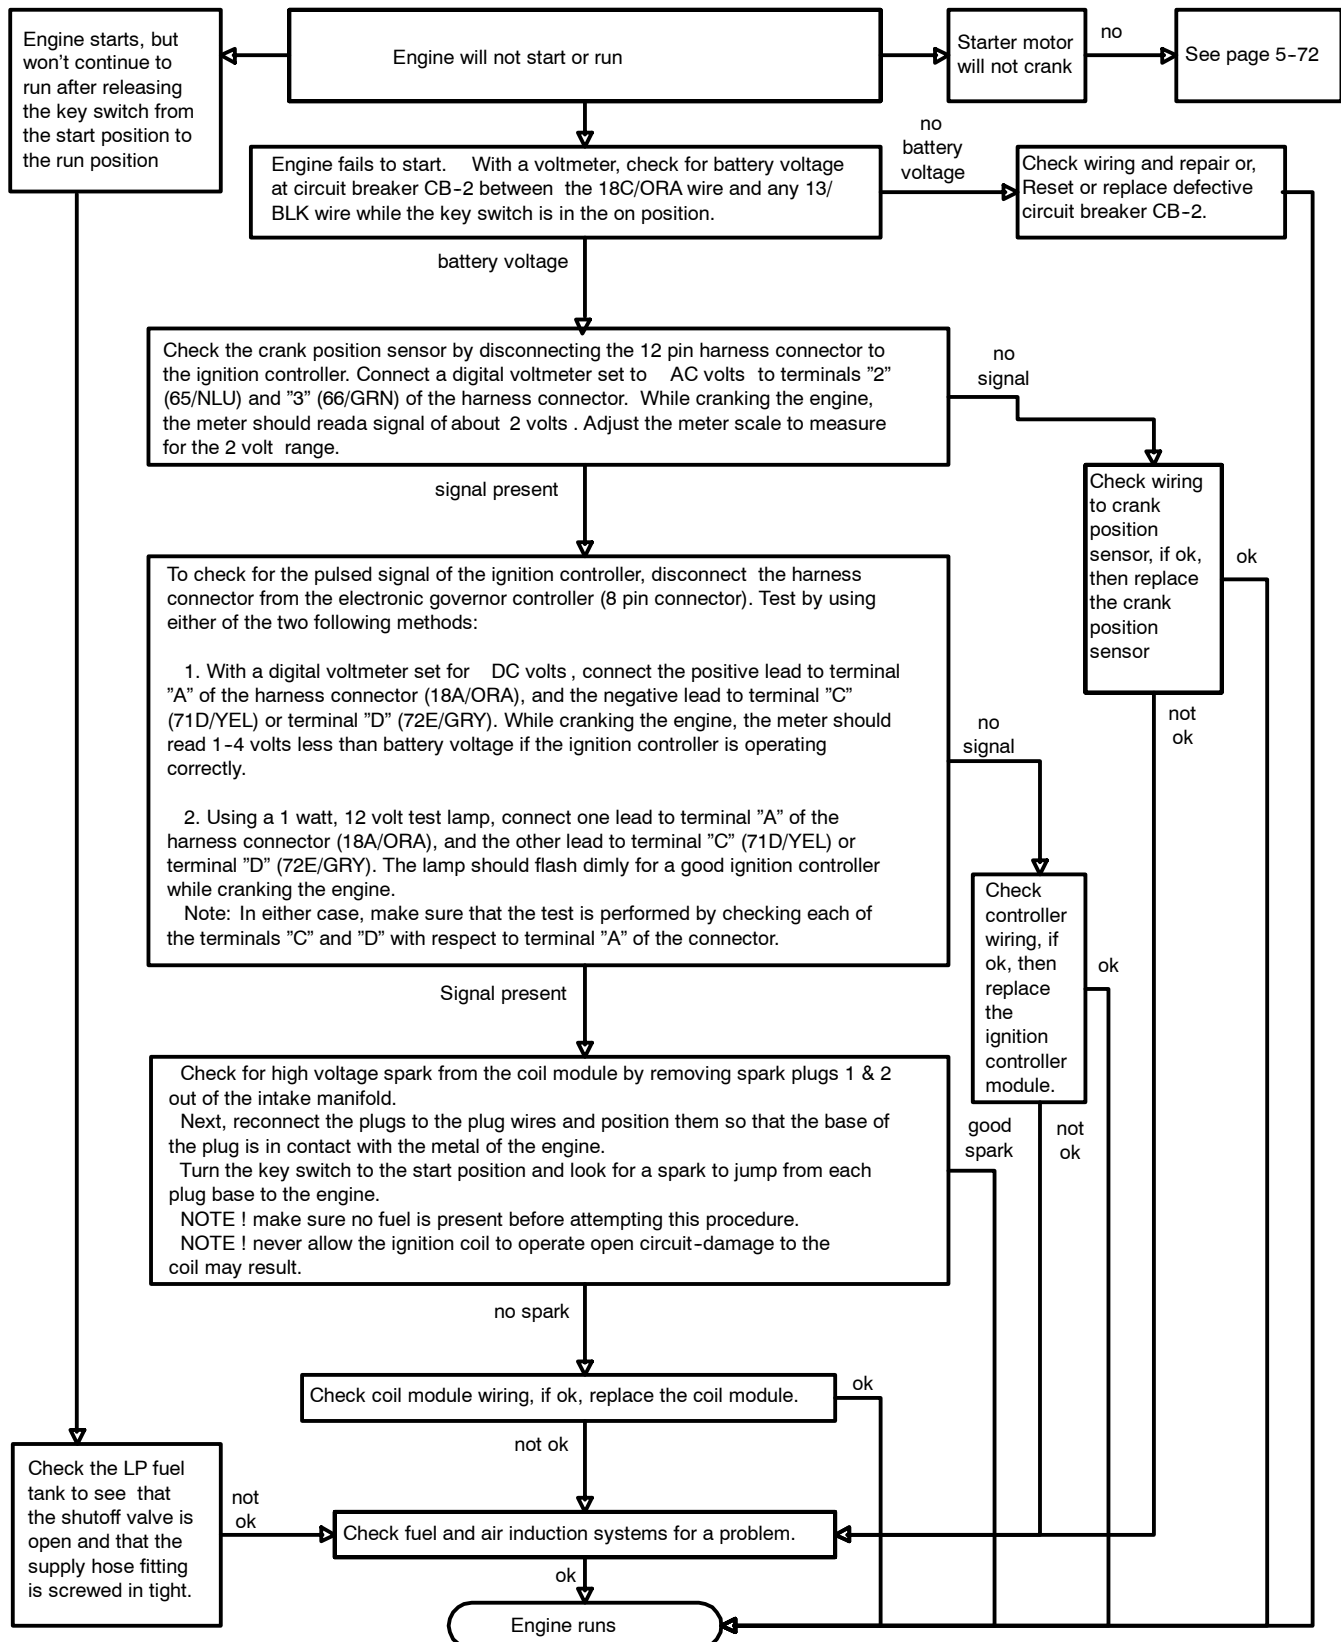 Engine starts, but
won't continue to
run after releasing
the key switch from
the start position to
the run position
Engine will not start or run
Starter motor
will not crank
no
See page 5-72
Engine fails to start. With a voltmeter, check for battery voltage
at circuit breaker CB-2 between the 18C/ORA wire and any 13/
BLK wire while the key switch is in the on position.
no
battery
voltage
Check wiring and repair or,
Reset or replace defective
circuit breaker CB-2.
battery voltage
Check the crank position sensor by disconnecting the 12 pin harness connector to
the ignition controller. Connect a digital voltmeter set to AC volts to terminals ”2”
(65/NLU) and ”3” (66/GRN) of the harness connector. While cranking the engine,
the meter should reada signal of about 2 volts . Adjust the meter scale to measure
for the 2 volt range.
no
signal
signal present
Check wiring
to crank
position
sensor, if ok,
then replace
the crank
position
sensor
ok
not
ok
To check for the pulsed signal of the ignition controller, disconnect the harness
connector from the electronic governor controller (8 pin connector). Test by using
either of the two following methods:
1. With a digital voltmeter set for DC volts , connect the positive lead to terminal
”A” of the harness connector (18A/ORA), and the negative lead to terminal ”C”
(71D/YEL) or terminal ”D” (72E/GRY). While cranking the engine, the meter should
read 1-4 volts less than battery voltage if the ignition controller is operating
correctly.
2. Using a 1 watt, 12 volt test lamp, connect one lead to terminal ”A” of the
harness connector (18A/ORA), and the other lead to terminal ”C” (71D/YEL) or
terminal ”D” (72E/GRY). The lamp should flash dimly for a good ignition controller
while cranking the engine.
Note: In either case, make sure that the test is performed by checking each of
the terminals ”C” and ”D” with respect to terminal ”A” of the connector.
no
signal
Signal present
Check
controller
wiring, if
ok, then
replace
the
ignition
controller
module.
ok
not
ok
Check for high voltage spark from the coil module by removing spark plugs 1 & 2
out of the intake manifold.
Next, reconnect the plugs to the plug wires and position them so that the base of
the plug is in contact with the metal of the engine.
Turn the key switch to the start position and look for a spark to jump from each
plug base to the engine.
NOTE ! make sure no fuel is present before attempting this procedure.
NOTE ! never allow the ignition coil to operate open circuit-damage to the
coil may result.
good
spark
no spark
Check coil module wiring, if ok, replace the coil module.
ok
not ok
Check the LP fuel
tank to see that
the shutoff valve is
open and that the
supply hose fitting
is screwed in tight.
not
ok
Check fuel and air induction systems for a problem.
ok
Engine runs